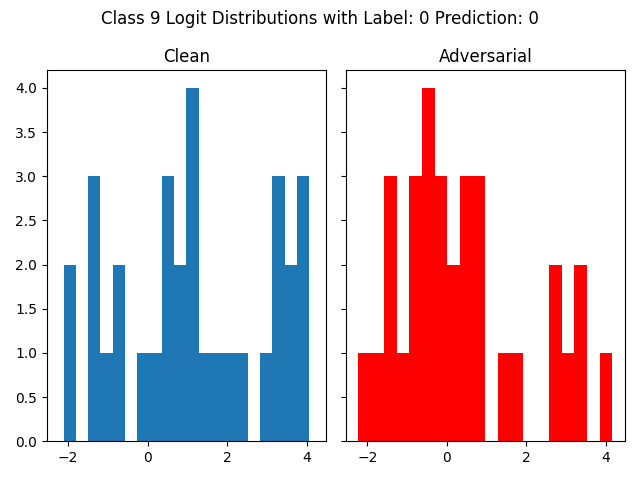 Class 9 Logit Distributions with Label: 0 Prediction: 0
Clean
Adversarial
4.0
3.5
3.0
2.5
2.0
1.5
1.0
0.5
0.0
−2 0 2 4
−2 0 2 4